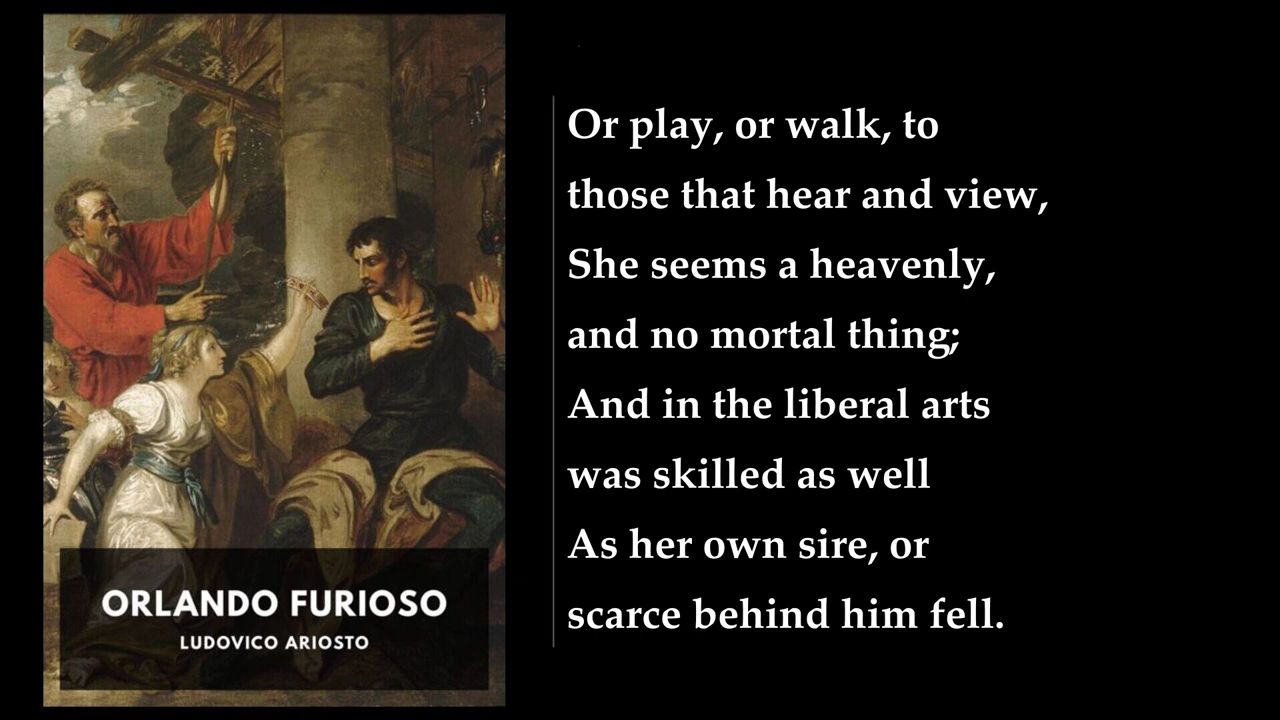 ORLANDO FURIOSO
LUDOVICO ARIOSTO
Or play, or walk, to
those that hear and view,
She seems a heavenly,
and no mortal thing;
And in the liberal arts
was skilled as well
As her own sire, or
scarce behind him fell.